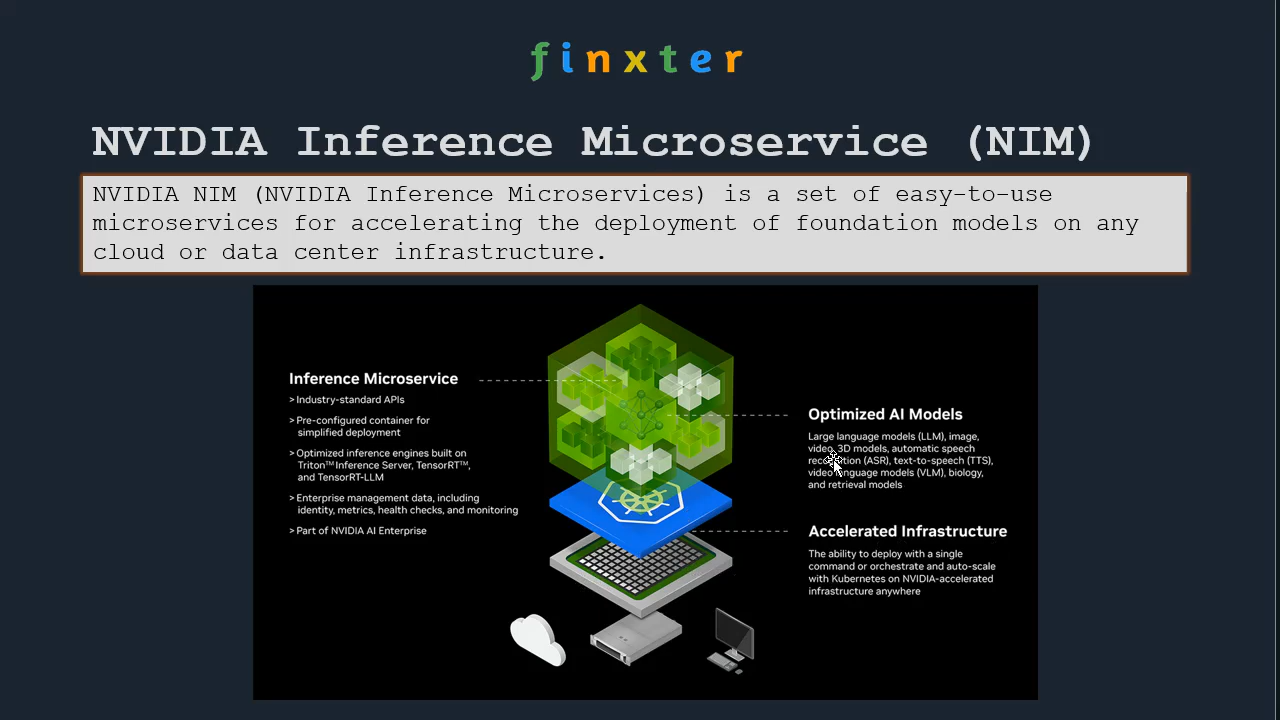 finxter
NVIDIA Inference Microservice (NIM)
NVIDIA NIM (NVIDIA Inference Microservices) is a set of easy-to-use
microservices for accelerating the deployment of foundation models on any
cloud or data center infrastructure.
Inference Microservice
> Industry-standard APIs
> Pre-configured container for
simplified deployment
> Optimized inference engines built on
Triton™ Inference Server, TensorRT™,
and TensorRT-LLM
> Enterprise management data, including
identity, metrics, health checks, and monitoring
> Part of NVIDIA AI Enterprise
Optimized AI Models
Large language models (LLM), image,
video, 3D models, automatic speech
recognition (ASR), text-to-speech (TTS),
video language models (VLM), biology,
and retrieval models
Accelerated Infrastructure
The ability to deploy with a single
command or orchestrate and auto-scale
with Kubernetes on NVIDIA-accelerated
infrastructure anywhere